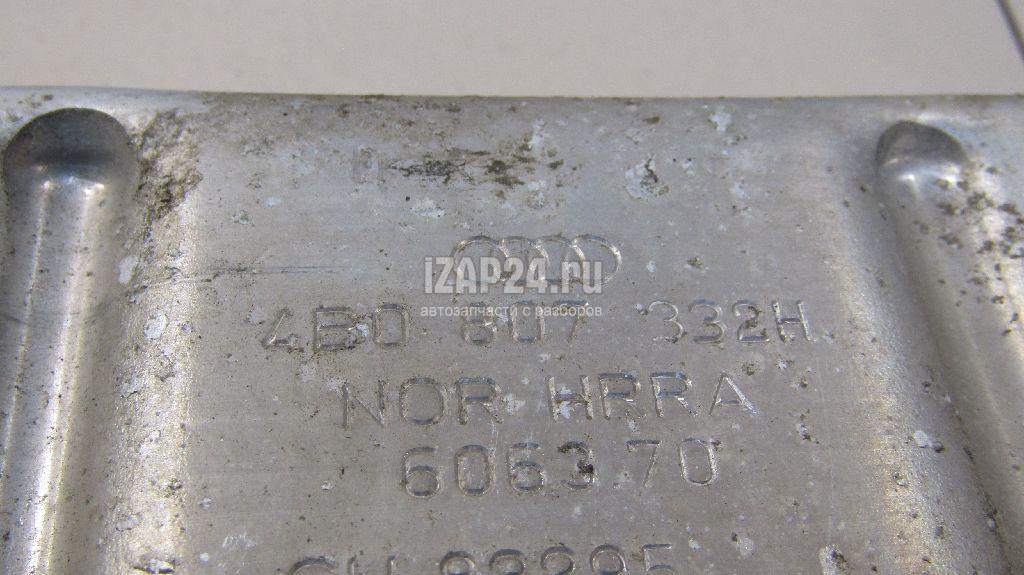 iZAP24.ru
автозапчасти с разборов
4B0 807 332H
NOR HRRA
6063.70